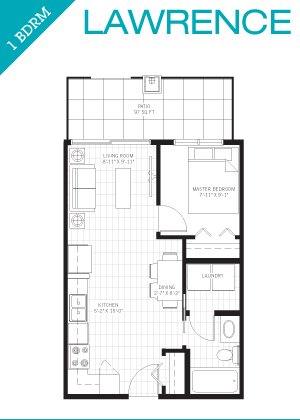 1 BDRM
LAWRENCE
PATIO
97 SQ FT
LIVING ROOM
8'-11" X 9'-11"
MASTER BEDROOM
7'-11" X 9'-1"
LAUNDRY
DINING
2'-7" X 8'-2"
KITCHEN
5'-2" X 15'-0"